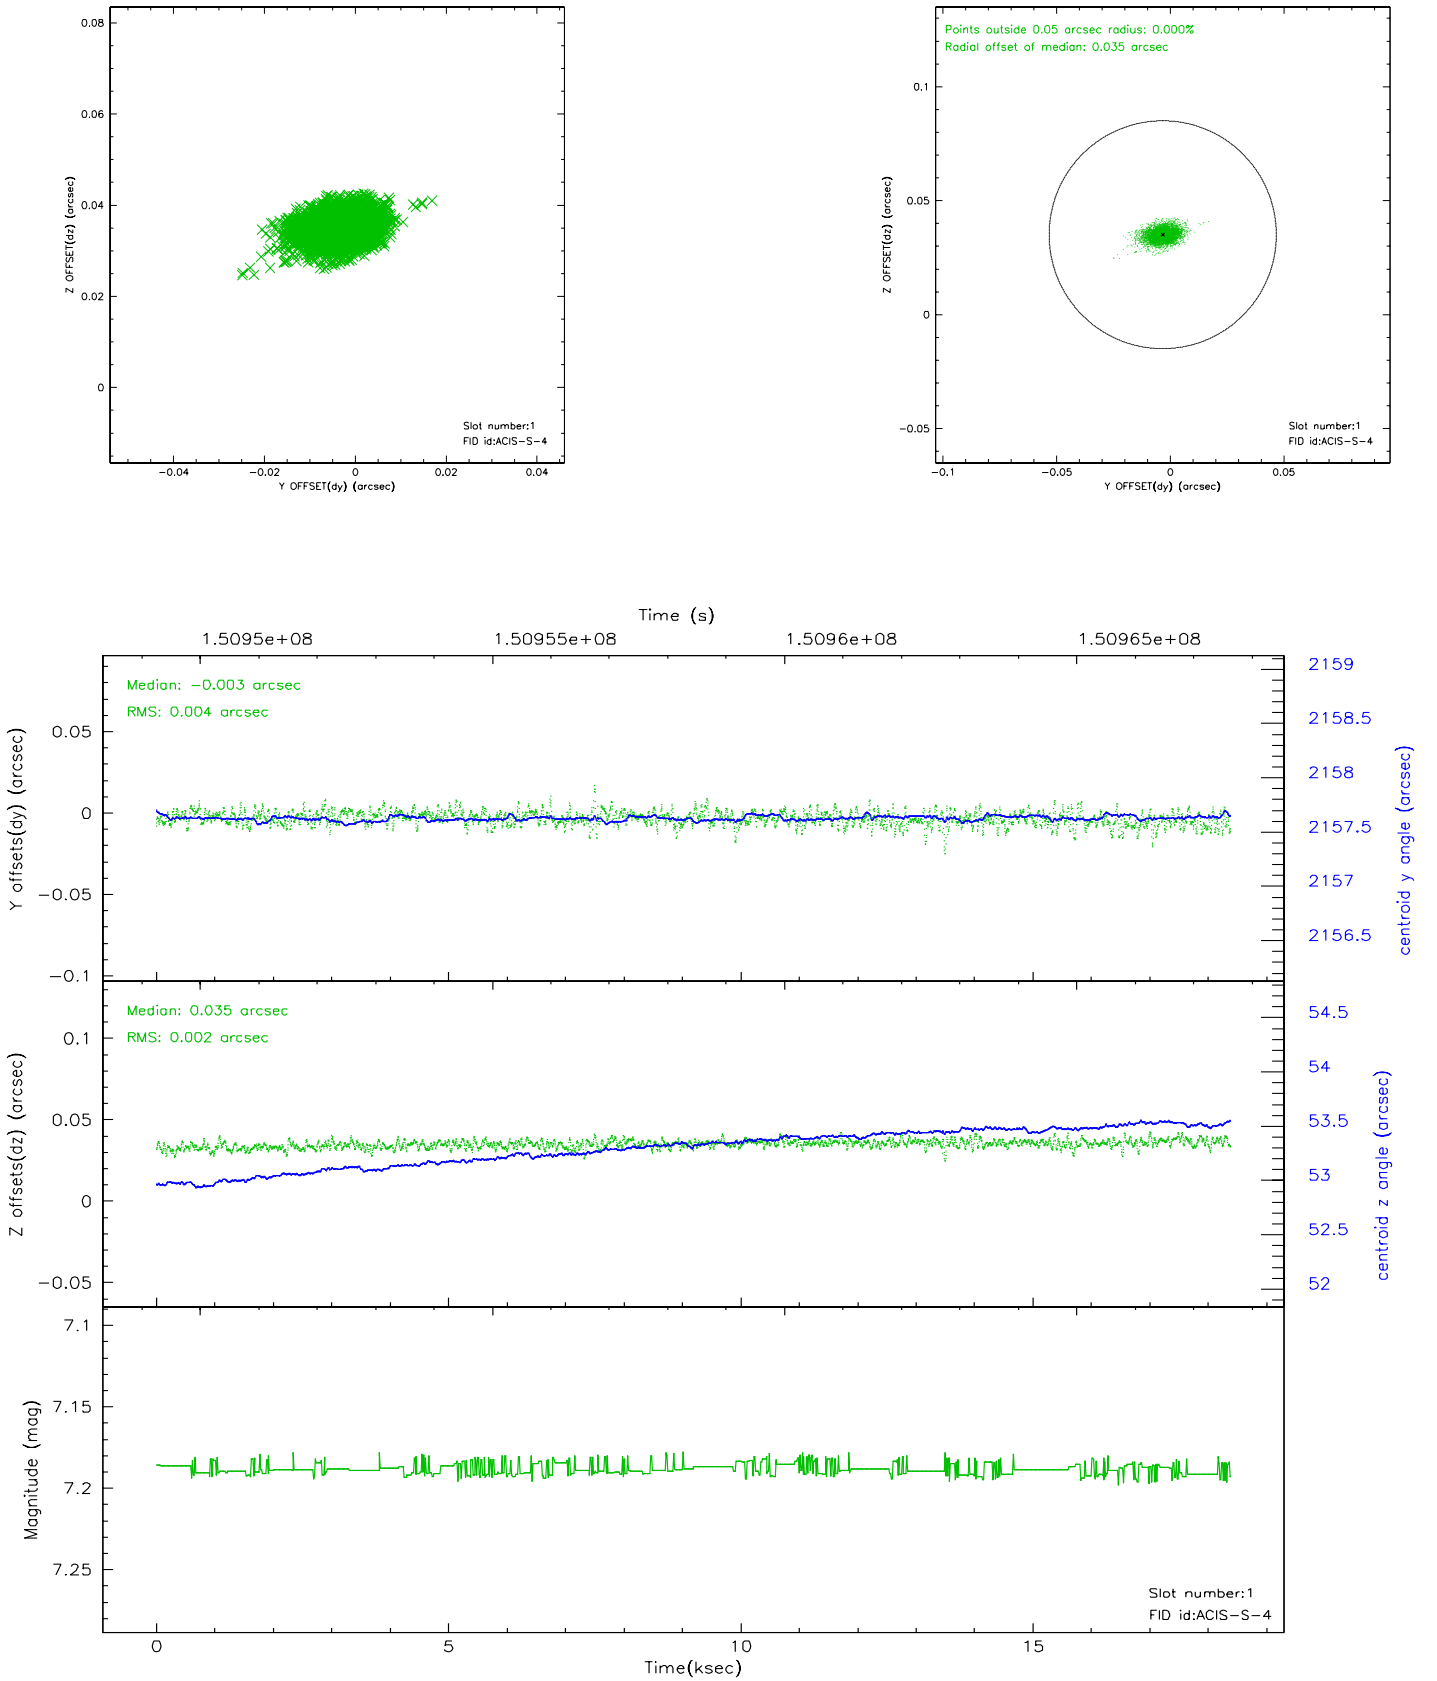 0.08
0.06
0.04
0.02
0
Z OFFSET(dz) (arcsec)
Slot number:1
FID id:ACIS-S-4
-0.04
-0.02
0
0.02
0.04
Y OFFSET(dy) (arcsec)
Points outside 0.05 arcsec radius: 0.000%
Radial offset of median: 0.035 arcsec
0.1
0.05
0
-0.05
Z OFFSET(dz) (arcsec)
Slot number:1
FID id:ACIS-S-4
-0.1
-0.05
0
0.05
Y OFFSET(dy) (arcsec)
Time (s)
1.5095e+08
1.50955e+08
1.5096e+08
1.50965e+08
Median: -0.003 arcsec
RMS: 0.004 arcsec
0.05
0
-0.05
-0.1
Y offsets(dy) (arcsec)
2159
2158.5
2158
2157.5
2157
2156.5
centroid y angle (arcsec)
Median: 0.035 arcsec
RMS: 0.002 arcsec
0.1
0.05
0
-0.05
Z offsets(dz) (arcsec)
54.5
54
53.5
53
52.5
52
centroid z angle (arcsec)
7.1
7.15
7.2
7.25
Magnitude (mag)
Slot number:1
FID id:ACIS-S-4
0
5
10
15
Time(ksec)